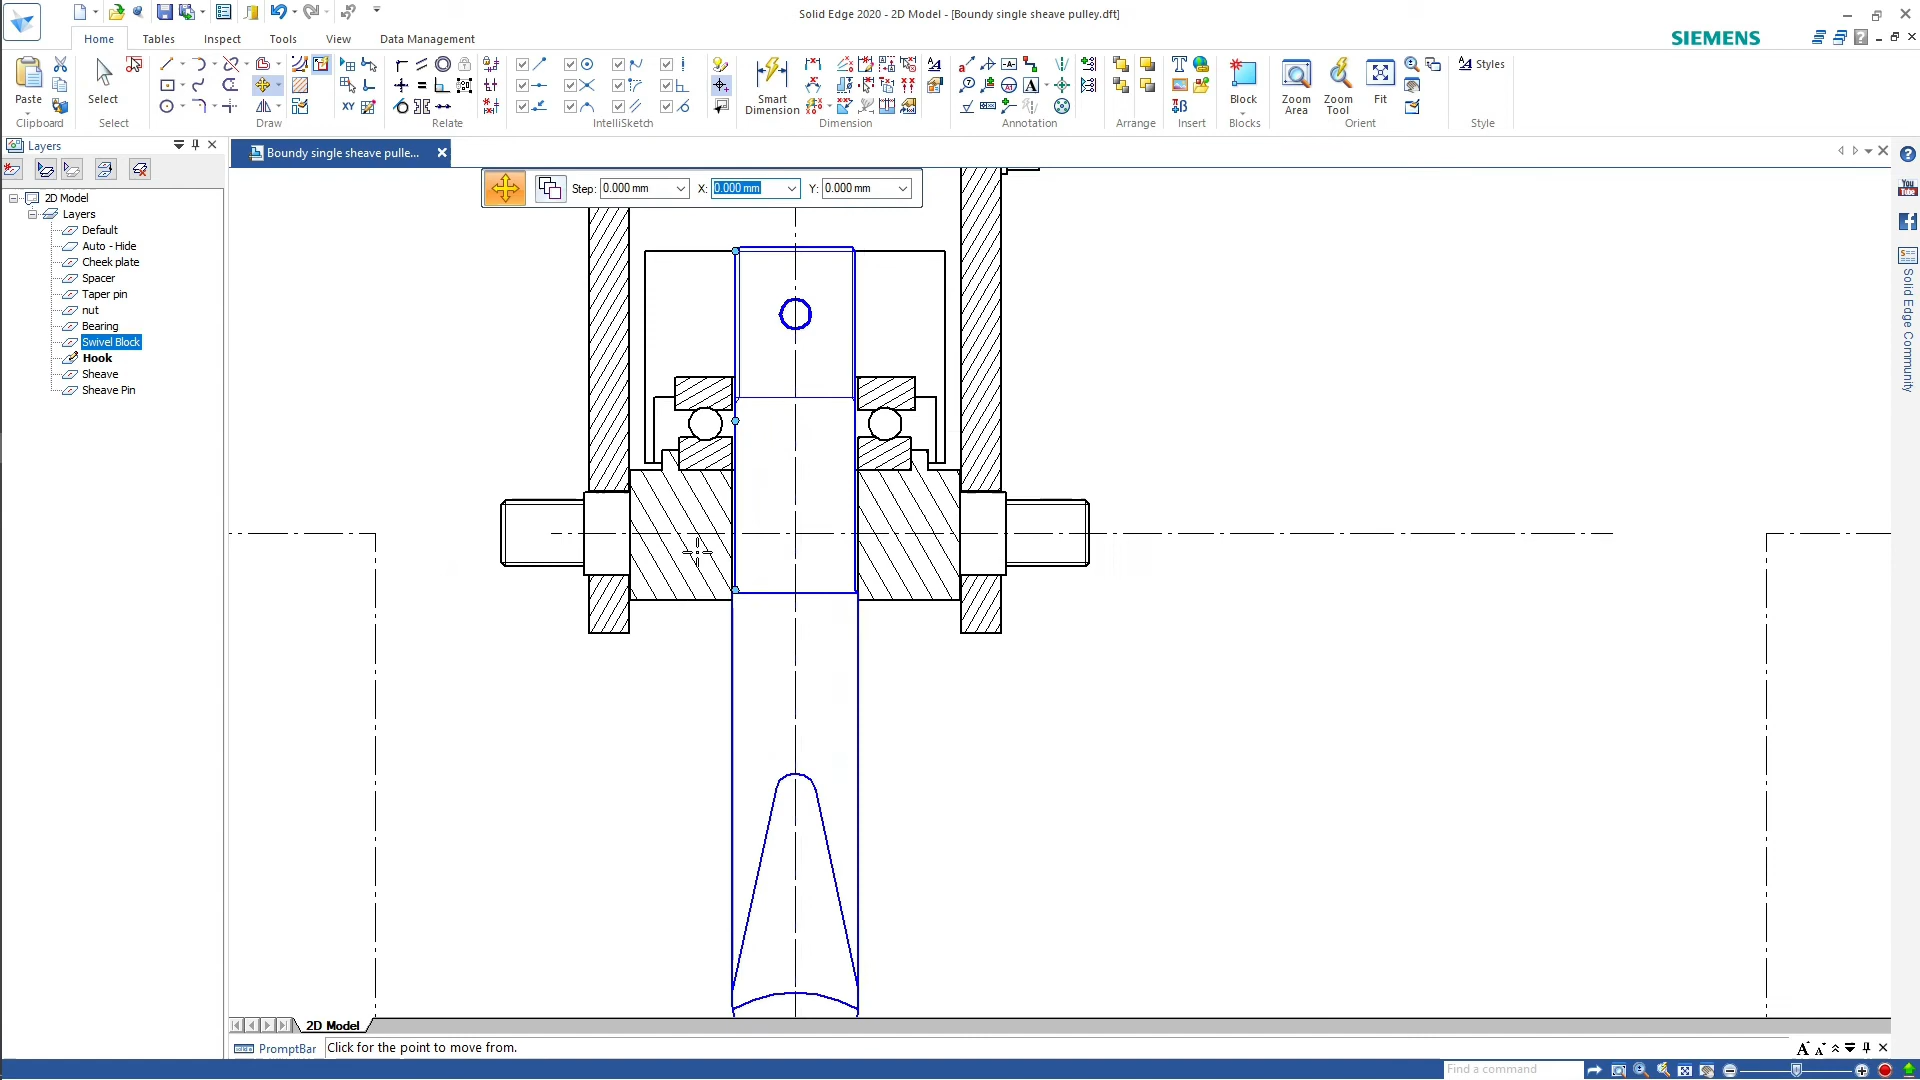 Solid Edge 2020 - 2D Model - [Boundy single sheave pulley.dft]
Home Tables Inspect Tools View Data Management
SIEMENS
Paste
Select
Smart
Dimension
Block
Zoom
Area
Zoom
Tool
Fit
Styles
Clipboard Select Draw Relate IntelliSketch Dimension Annotation Arrange Insert Blocks Orient Style
Layers
Boundy single sheave pulle...
Step: 0.000 mm X: 0.000 mm Y: 0.000 mm
2D Model
Layers
Default
Auto - Hide
Cheek plate
Spacer
Taper pin
nut
Bearing
Swivel Block
Hook
Sheave
Sheave Pin
You
Tube
Solid Edge Community
2D Model
PromptBar Click for the point to move from.
Find a command